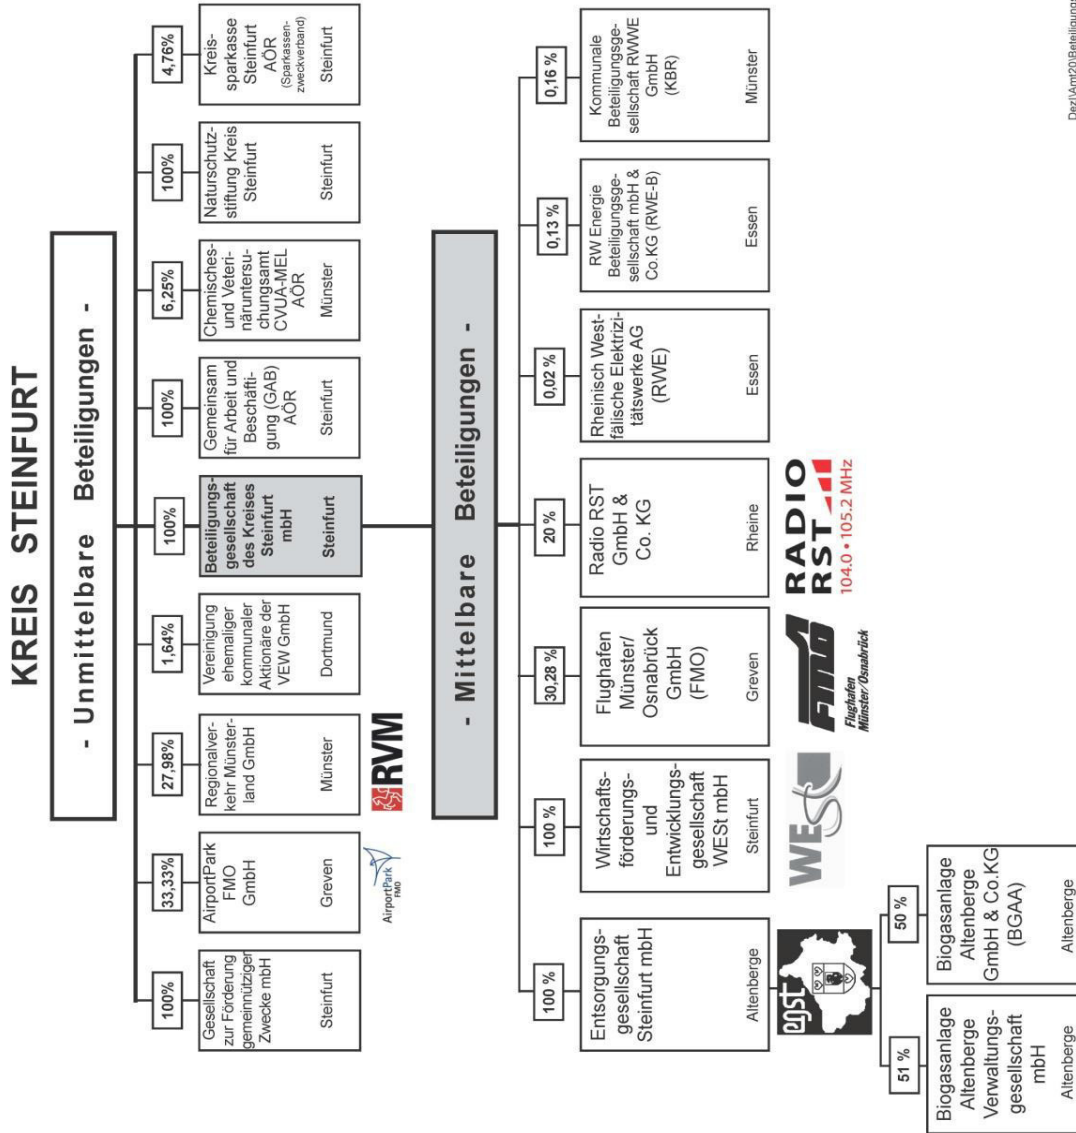 KREIS STEINFURT
- Unmittelbare Beteiligungen -
100%
Gesellschaft
zur Förderung
gemeinnütziger
Zwecke mbH
Steinfurt
33,33%
AirportPark
FMO
GmbH
Greven
AirportPark
FMO
27,98%
Regionalver-
kehr Münster-
land GmbH
Münster
RVM
1,64%
Vereinigung
ehemaliger
kommunaler
Aktionäre der
VEW GmbH
Dortmund
100%
Beteiligungs-
gesellschaft
des Kreises
Steinfurt
mbH
Steinfurt
100%
Gemeinsam
für Arbeit und
Beschäfti-
gung (GAB)
AÖR
Steinfurt
6,25%
Chemisches-
und Veteri-
näruntersu-
chungsamt
CVUA-MEL
AÖR
Münster
100%
Naturschutz-
stiftung Kreis
Steinfurt
Steinfurt
4,76%
Kreis-
sparkasse
Steinfurt
AÖR
(Sparkassen-
zweckverband)
Steinfurt
- Mittelbare Beteiligungen -
100 %
Entsorgungs-
gesellschaft
Steinfurt mbH
Altenberge
egst
100 %
Wirtschafts-
förderungs-
und
Entwicklungs-
gesellschaft
WESt mbH
Steinfurt
WESt
30,28%
Flughafen
Münster/
Osnabrück
GmbH
(FMO)
Greven
FMO
Flughafen
Münster/Osnabrück
20 %
Radio RST
GmbH &
Co. KG
Rheine
RADIO
RST
104.0 • 105.2 MHz
0,02 %
Rheinisch West-
fälische Elektrizi-
tätswerke AG
(RWE)
Essen
0,13 %
RW Energie
Beteiligungsge-
sellschaft mbH &
Co.KG (RWE-B)
Essen
0,16 %
Kommunale
Beteiligungsge-
sellschaft RWWE
GmbH
(KBR)
Münster
51 %
Biogasanlage
Altenberge
Verwaltungs-
gesellschaft
mbH
Altenberge
50 %
Biogasanlage
Altenberge
GmbH & Co.KG
(BGAA)
Altenberge